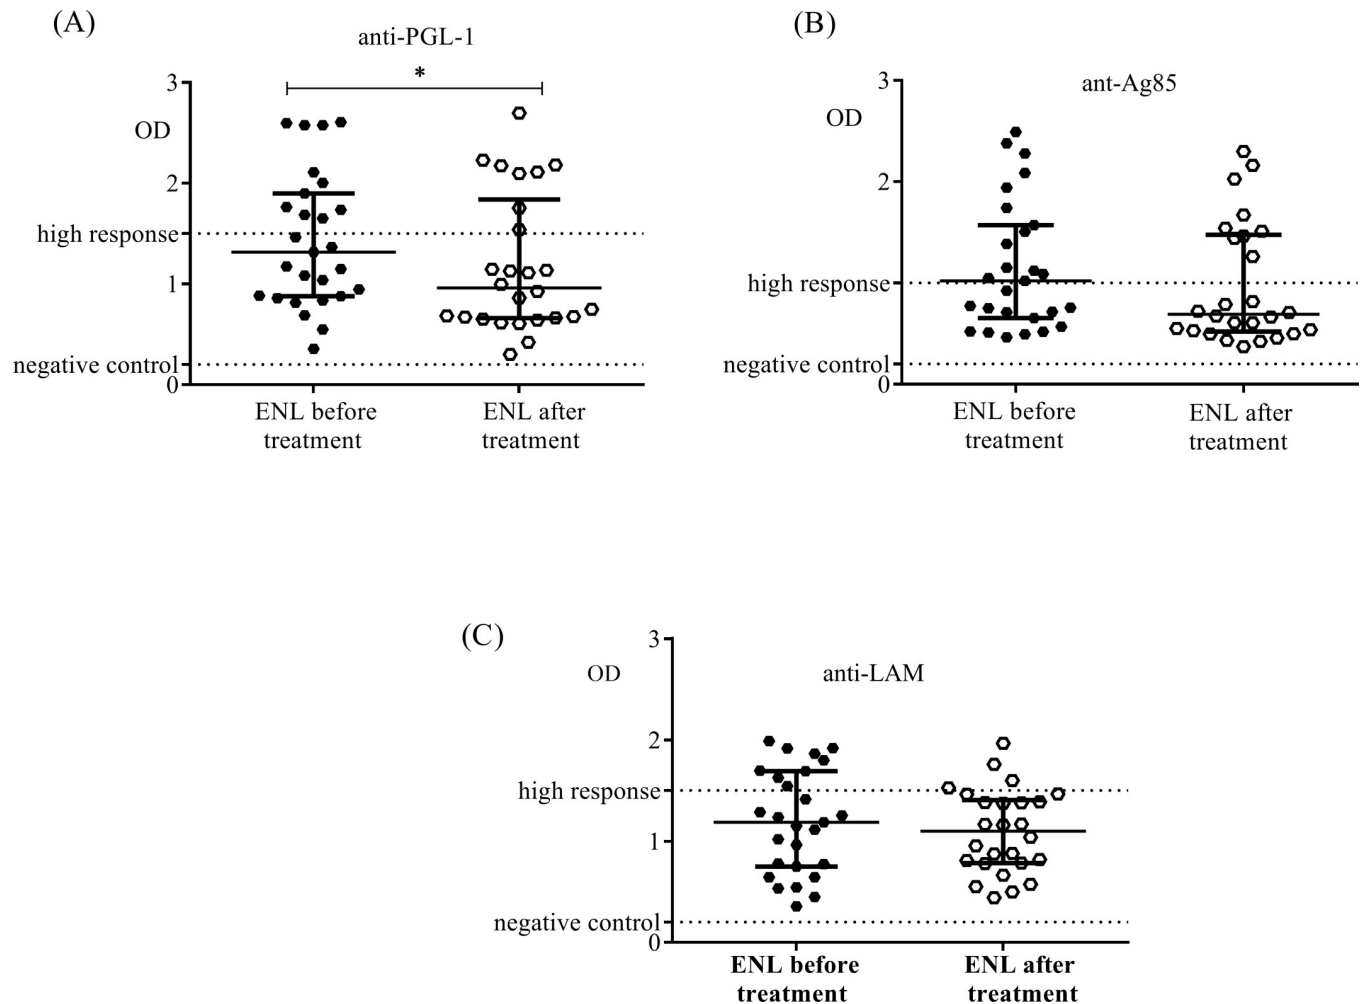 (A)
anti-PGL-1
*
3
OD
2
high response
1
negative control
0
ENL before
treatment
ENL after
treatment
(B)
ant-Ag85
3
OD
2
high response
negative control
0
ENL before
treatment
ENL after
treatment
(C)
anti-LAM
3
OD
2
high response
1
negative control
0
ENL before
treatment
ENL after
treatment